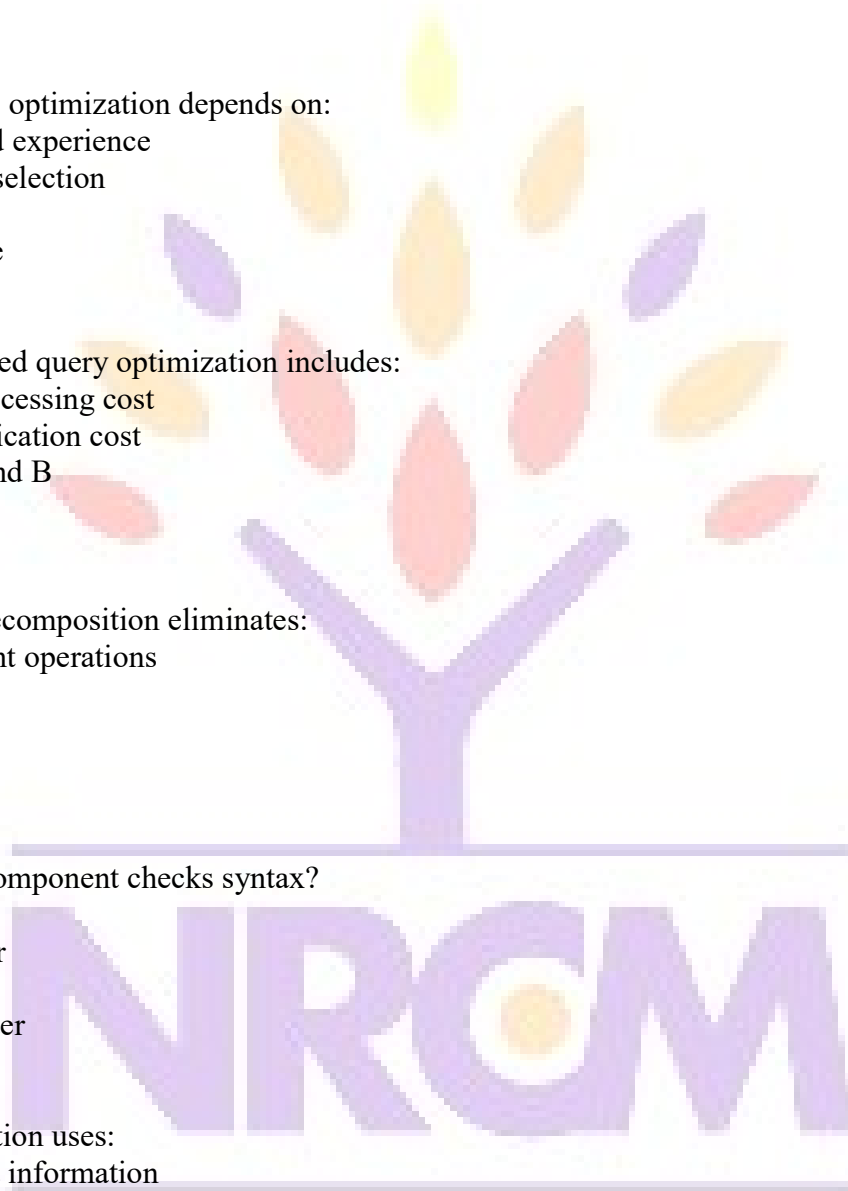 optimization depends on:
d experience
selection
e
ed query optimization includes:
cessing cost
ication cost
nd B
ecomposition eliminates:
nt operations
omponent checks syntax?
r
er
NRCM
tion uses:
information